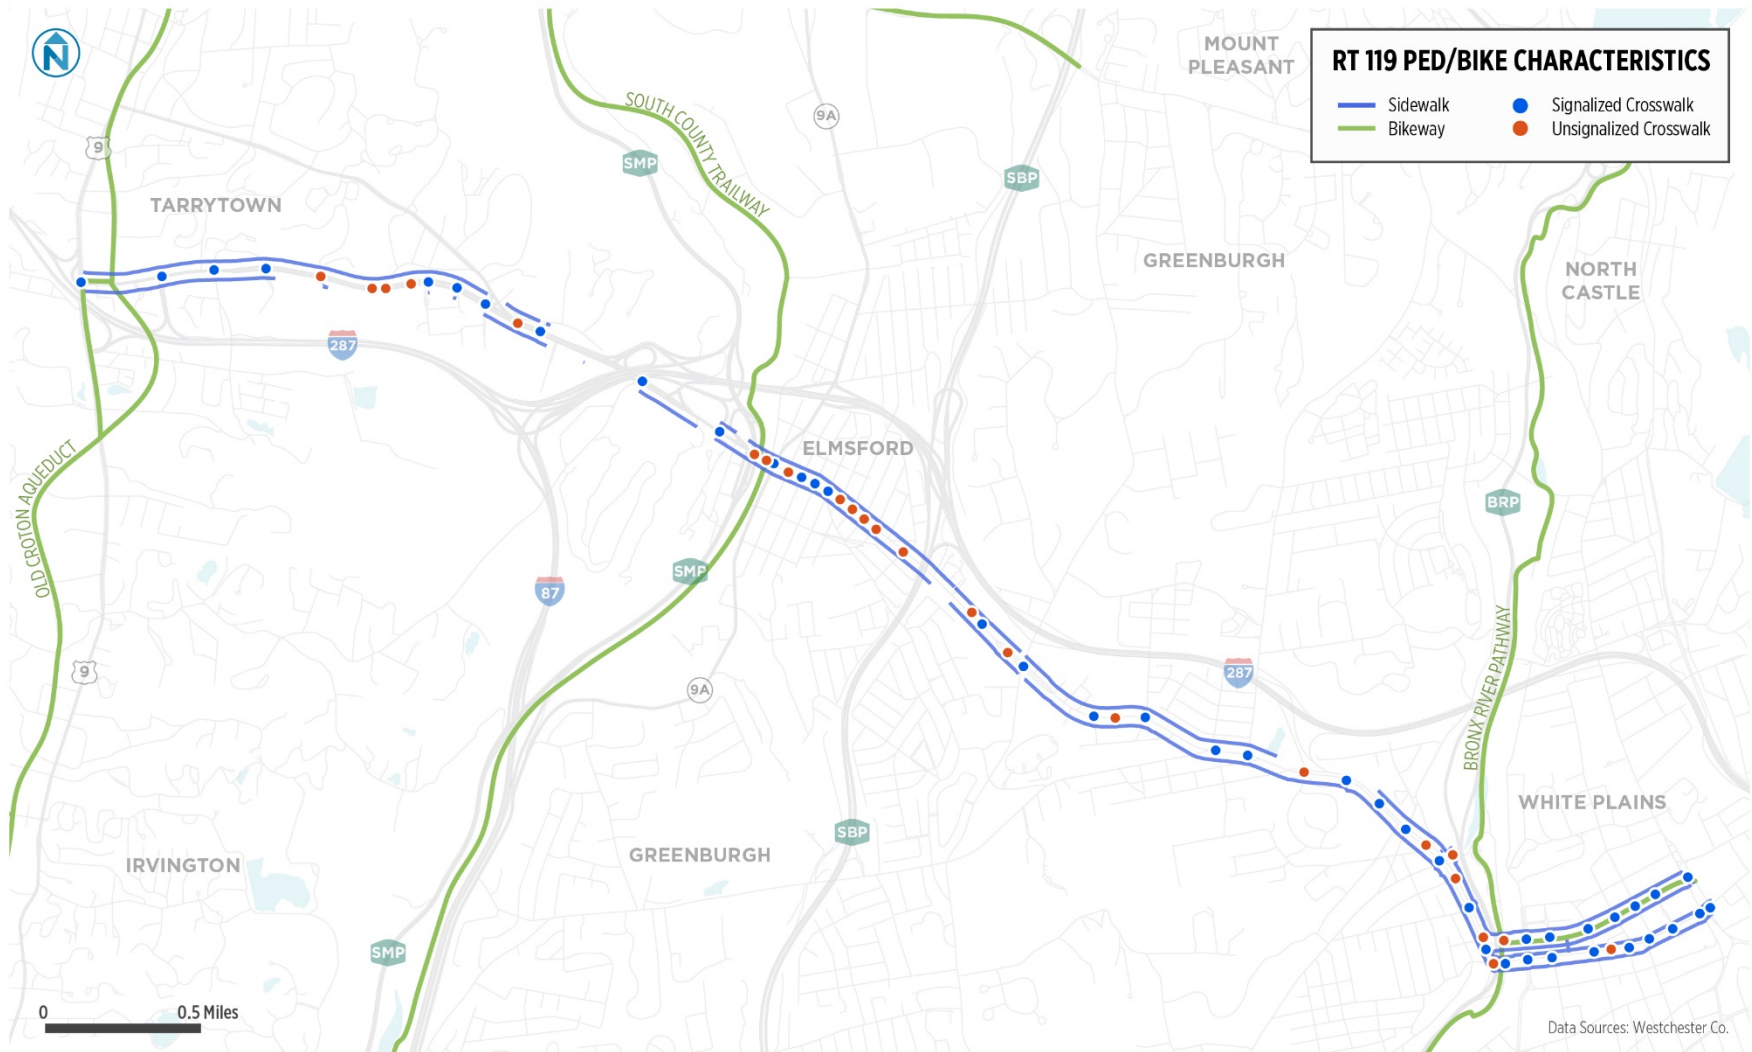 N
MOUNT
PLEASANT
RT 119 PED/BIKE CHARACTERISTICS
Sidewalk
Signalized Crosswalk
Bikeway
Unsignalized Crosswalk
SOUTH COUNTY TRAILWAY
9A
9
SMP
SBP
TARRYTOWN
GREENBURGH
NORTH
CASTLE
287
ELMSFORD
OLD CROTON AQUEDUCT
BRP
SMP
87
9
287
9A
BRONX RIVER PATHWAY
WHITE PLAINS
SBP
GREENBURGH
IRVINGTON
SMP
0
0.5 Miles
Data Sources: Westchester Co.